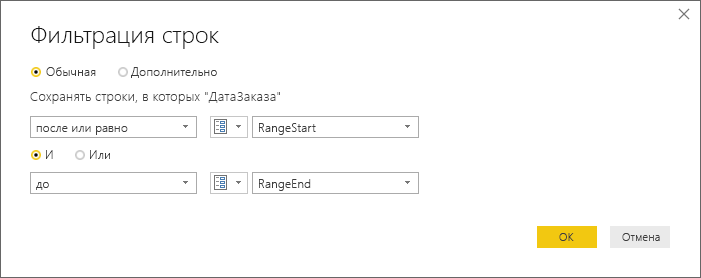 Фильтрация строк
Обычная Дополнительно
Сохранять строки, в которых "ДатаЗаказа"
после или равно RangeStart
И Или
до RangeEnd
ОК Отмена